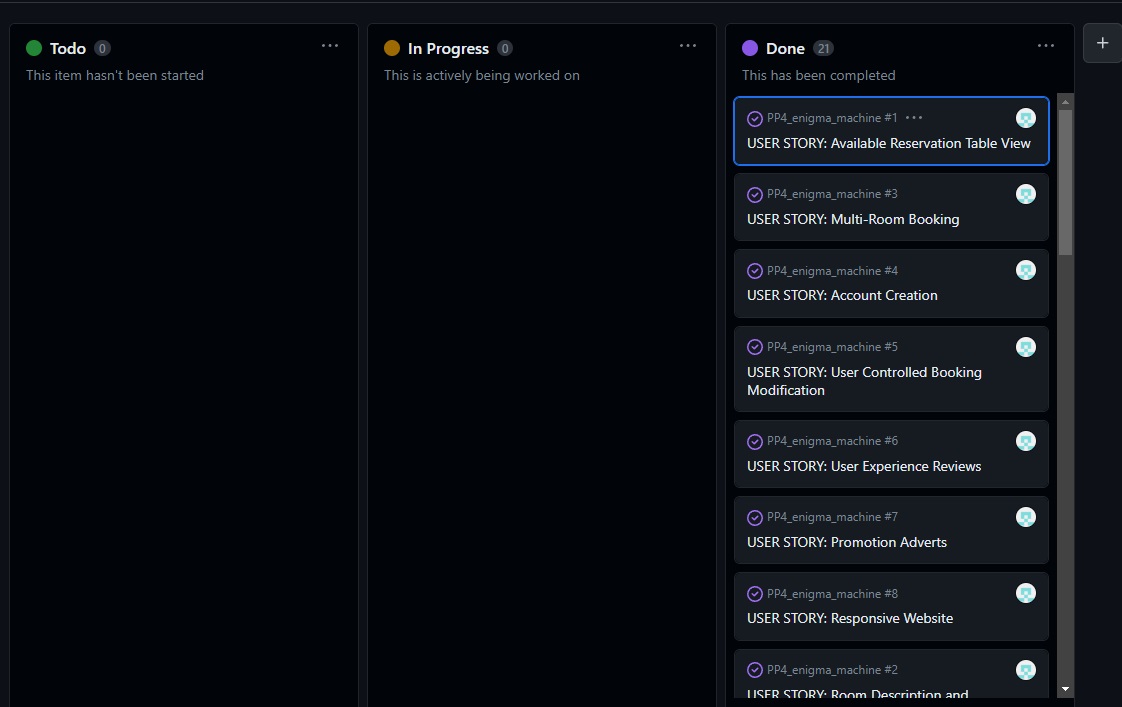 Todo 0
This item hasn't been started
In Progress 0
This is actively being worked on
Done 21
This has been completed
PP4_enigma_machine #1
USER STORY: Available Reservation Table View
PP4_enigma_machine #3
USER STORY: Multi-Room Booking
PP4_enigma_machine #4
USER STORY: Account Creation
PP4_enigma_machine #5
USER STORY: User Controlled Booking
Modification
PP4_enigma_machine #6
USER STORY: User Experience Reviews
PP4_enigma_machine #7
USER STORY: Promotion Adverts
PP4_enigma_machine #8
USER STORY: Responsive Website
PP4_enigma_machine #2
USER STORY: Room Description and